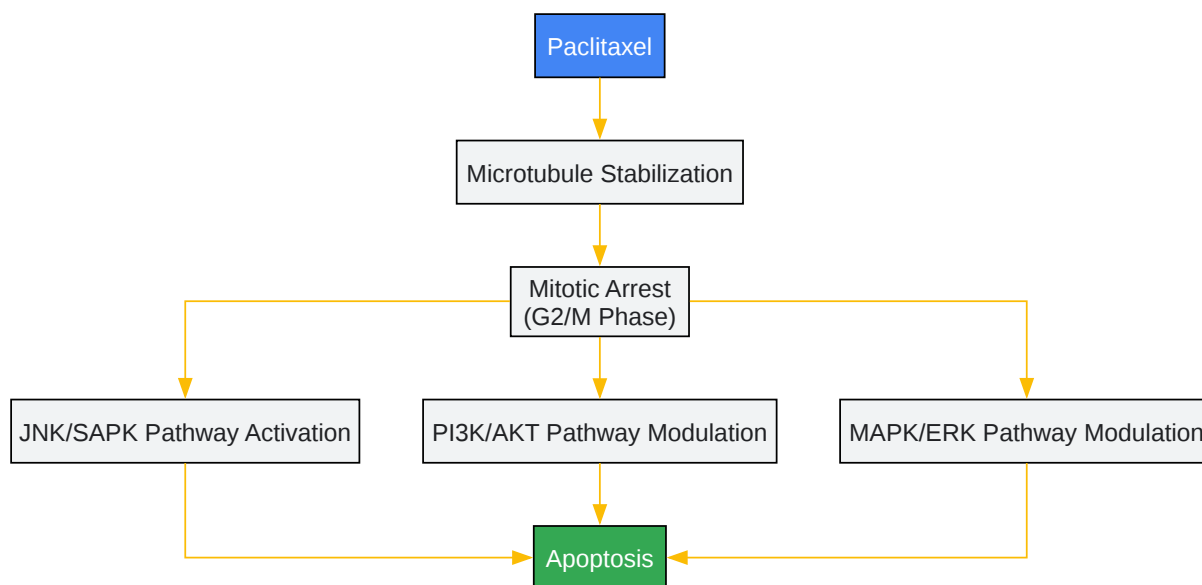 Paclitaxel
Microtubule Stabilization
Mitotic Arrest
(G2/M Phase)
JNK/SAPK Pathway Activation
PI3K/AKT Pathway Modulation
MAPK/ERK Pathway Modulation
Apoptosis